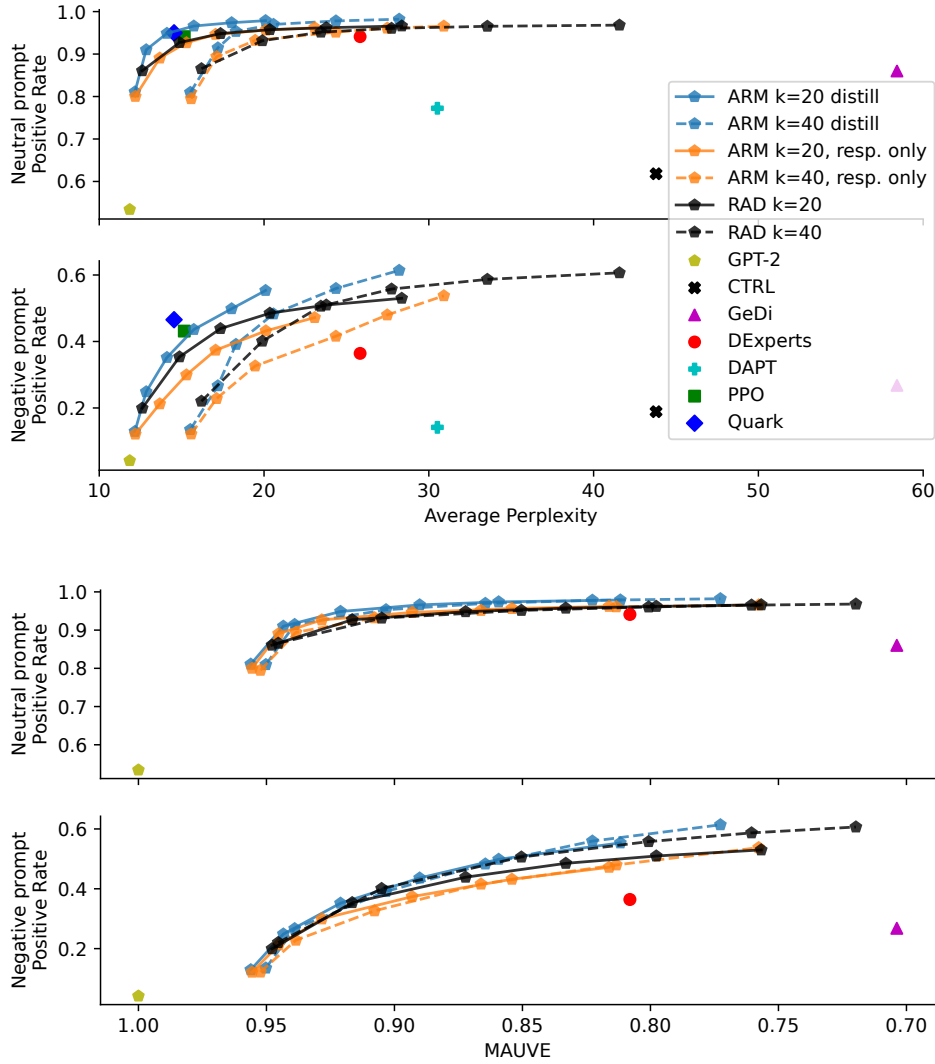 1.0
0.9
0.8
0.7
0.6
Neutral prompt
Positive Rate
ARM k=20 distill
ARM k=40 distill
ARM k=20, resp. only
ARM k=40, resp. only
RAD k=20
RAD k=40
GPT-2
CTRL
GeDi
DExperts
DAPT
PPO
Quark
0.6
0.4
0.2
Negative prompt
Positive Rate
10
20
30
40
50
60
Average Perplexity
1.0
0.9
0.8
0.7
0.6
Neutral prompt
Positive Rate
0.6
0.4
0.2
Negative prompt
Positive Rate
1.00
0.95
0.90
0.85
0.80
0.75
0.70
MAUVE